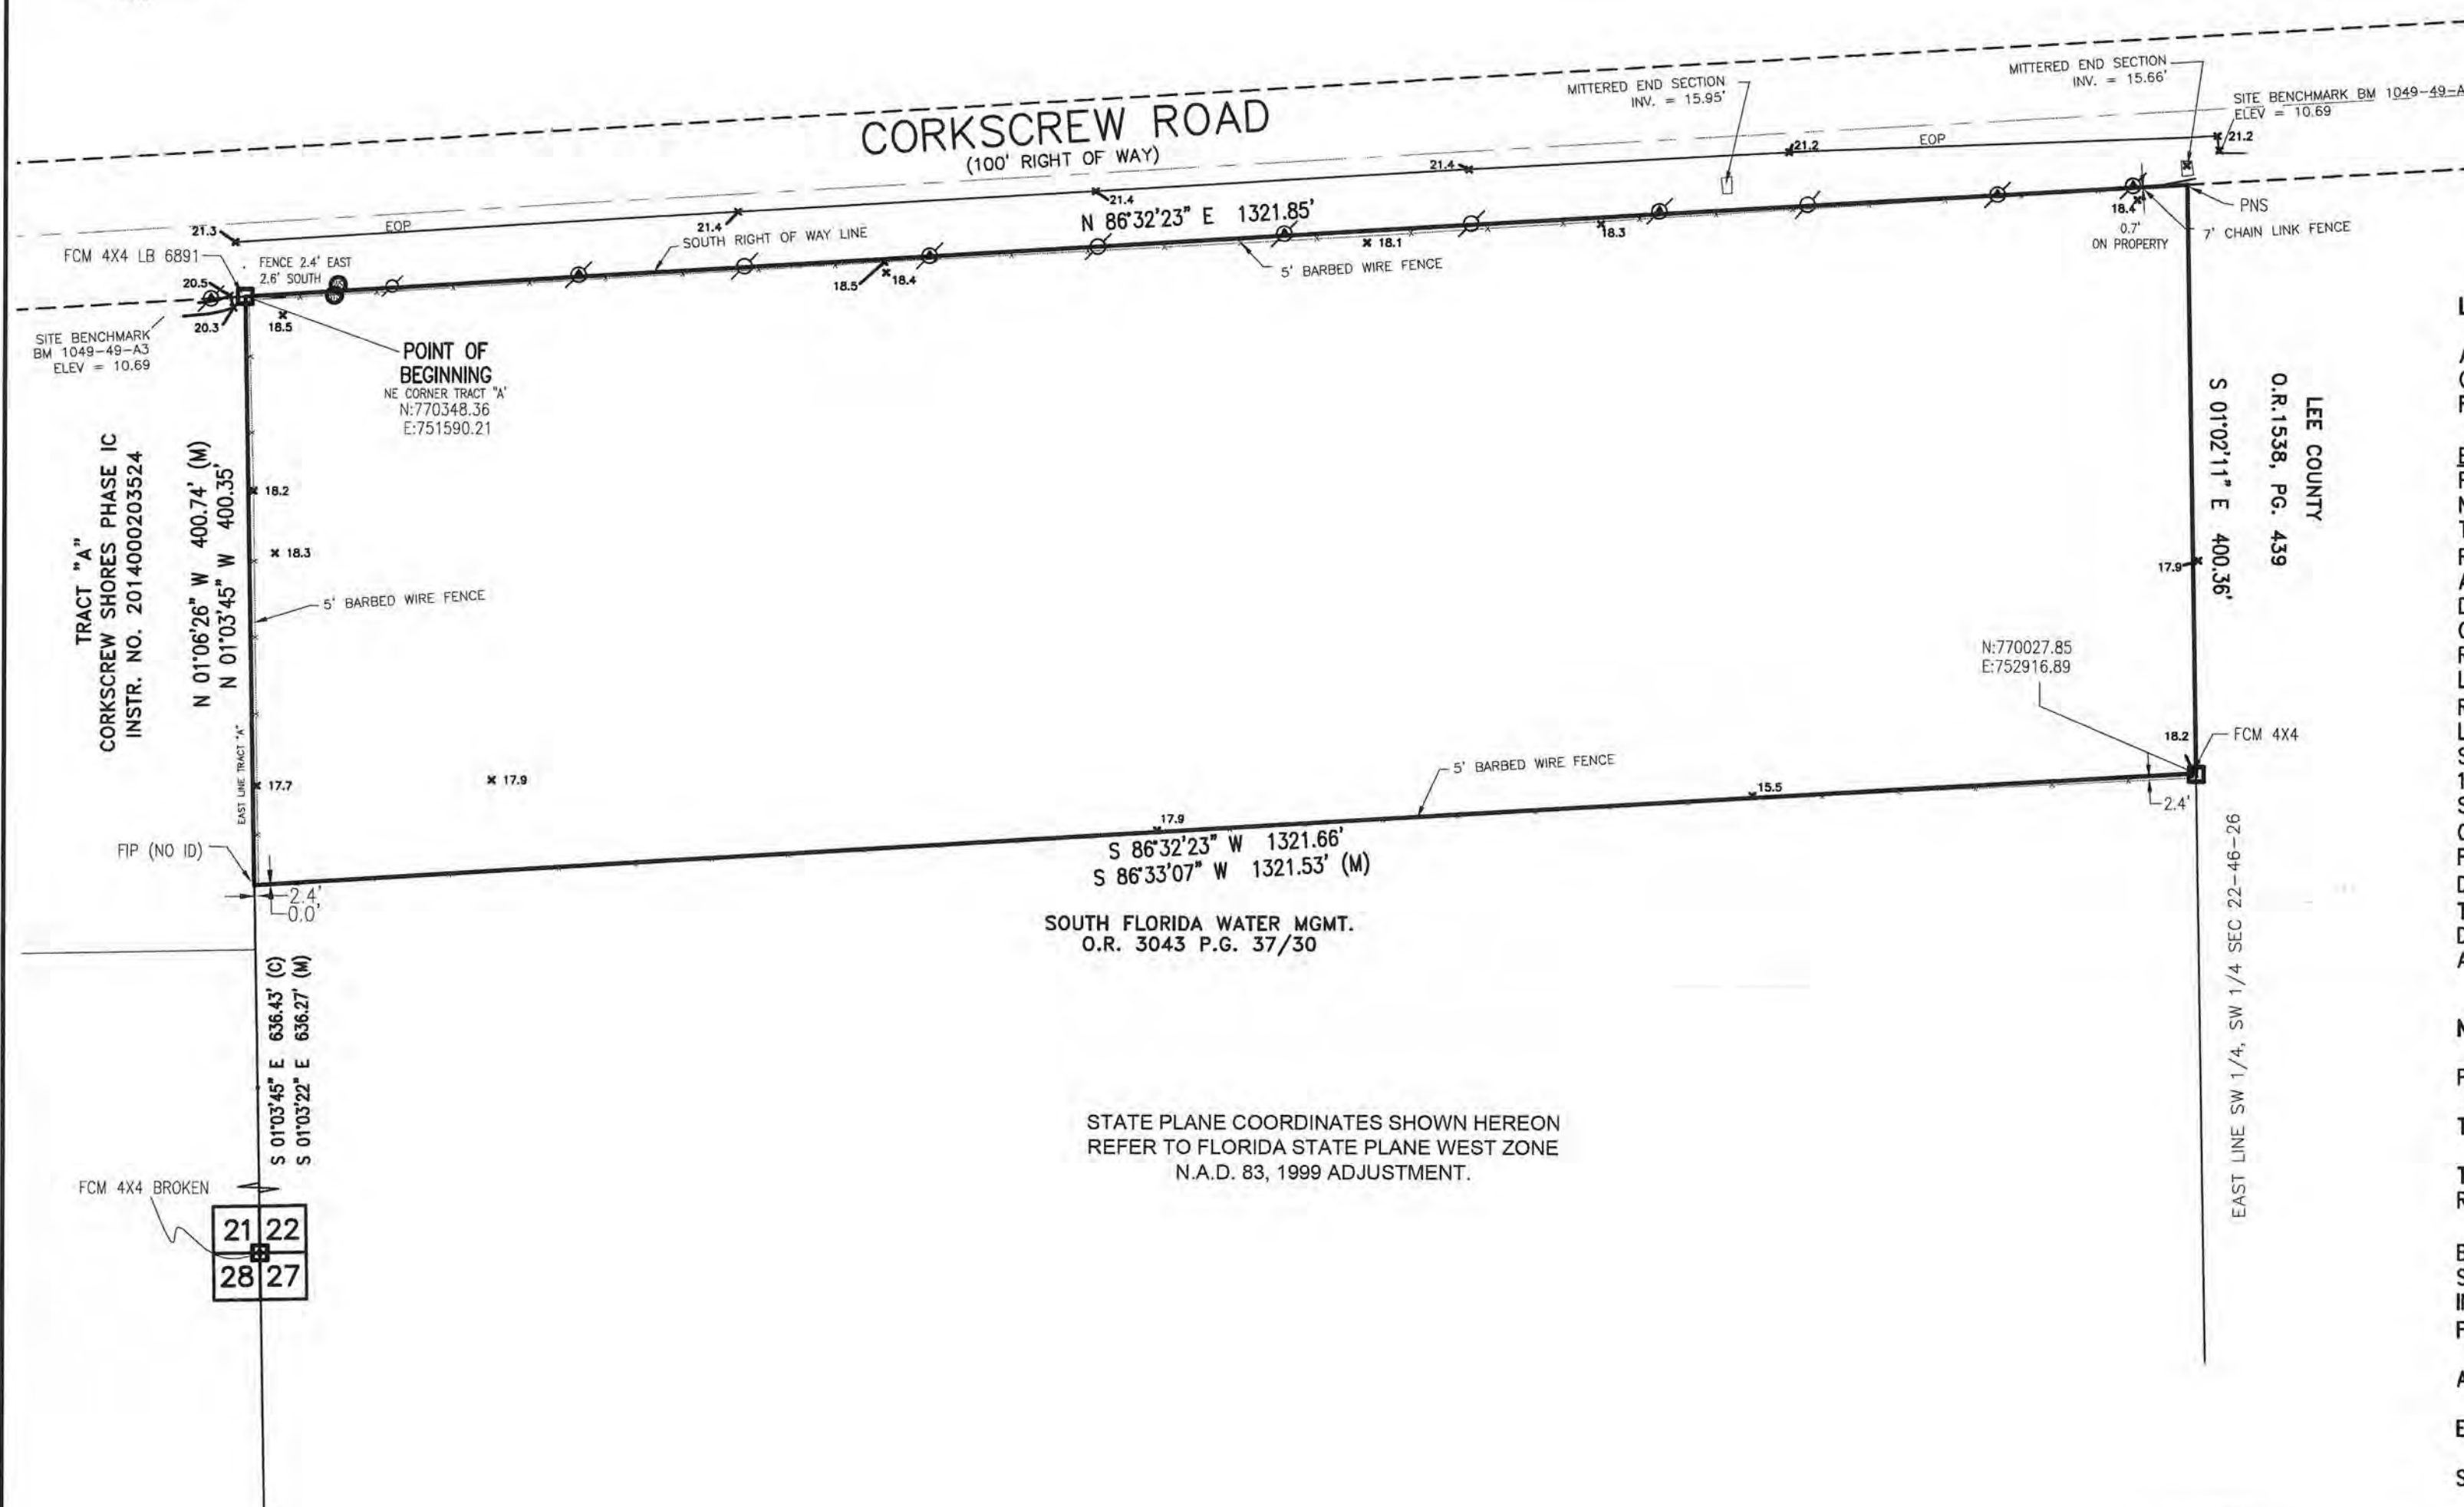 MITTERED END SECTION
INV. = 15.66'
MITTERED END SECTION
INV. = 15.95'
SITE BENCHMARK BM 1049-49-A
ELEV = 10.69
CORKSCREW ROAD
(100' RIGHT OF WAY)
21.2
EOP
21.2
21.4
21.4
N 86°32'23" E 1321.85'
21.4
SOUTH RIGHT OF WAY LINE
EOP
21.3
FCM 4X4 LB 6891
FENCE 2.4' EAST
2.6' SOUTH
20.5
20.3
18.5
SITE BENCHMARK
BM 1049-49-A3
ELEV = 10.69
18.5
18.4
18.1
5' BARBED WIRE FENCE
18.3
18.4
0.7'
ON PROPERTY
PNS
7' CHAIN LINK FENCE
POINT OF
BEGINNING
NE CORNER TRACT "A'
N:770348.36
E:751590.21
TRACT "A"
CORKSCREW SHORES PHASE IC
INSTR. NO. 2014000203524
N 01°06'26" W 400.74' (M)
N 01°03'45" W 400.35'
18.2
18.3
5' BARBED WIRE FENCE
EAST LINE TRACT "A"
17.7
17.9
LEE COUNTY
O.R.1538, PG. 439
S 01°02'11" E 400.36'
17.9
N:770027.85
E:752916.89
18.2
FCM 4X4
2.4'
5' BARBED WIRE FENCE
15.5
17.9
S 86°32'23" W 1321.66'
S 86°33'07" W 1321.53' (M)
SOUTH FLORIDA WATER MGMT.
O.R. 3043 P.G. 37/30
FIP (NO ID)
2.4'
0.0'
S 01°03'45" E 636.43' (C)
S 01°03'22" E 636.27' (M)
EAST LINE SW 1/4, SW 1/4 SEC 22-46-26
STATE PLANE COORDINATES SHOWN HEREON
REFER TO FLORIDA STATE PLANE WEST ZONE
N.A.D. 83, 1999 ADJUSTMENT.
FCM 4X4 BROKEN
21 22
28 27